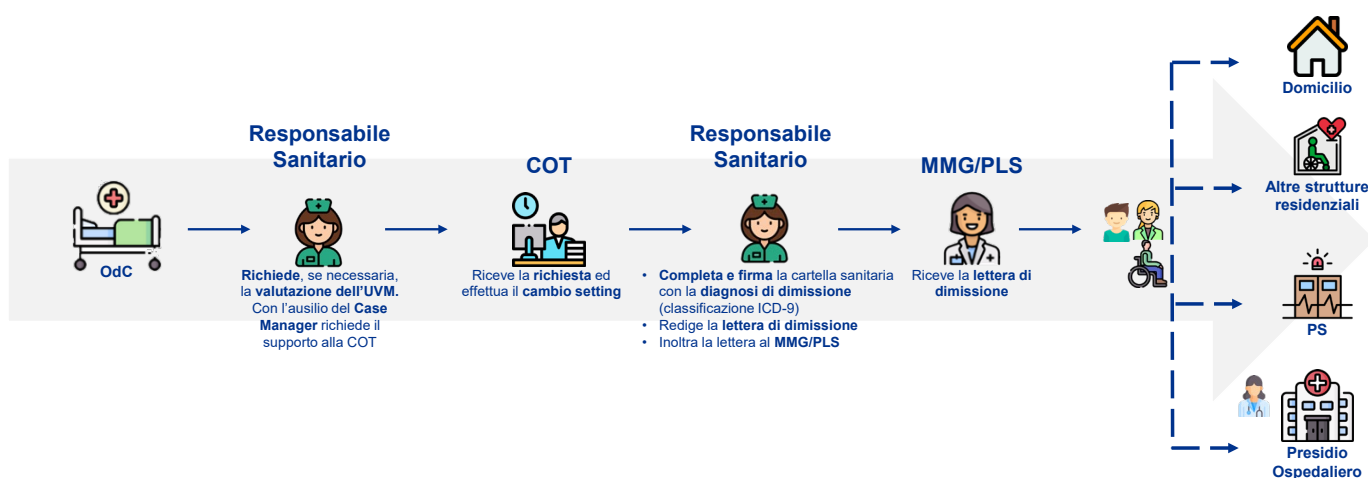 OdC
Responsabile
Sanitario
Richiede, se necessaria,
la valutazione dell'UVM.
Con l'ausilio del Case
Manager richiede il
supporto alla COT
COT
Riceve la richiesta ed
effettua il cambio setting
Responsabile
Sanitario
• Completa e firma la cartella sanitaria
con la diagnosi di dimissione
(classificazione ICD-9)
• Redige la lettera di dimissione
• Inoltra la lettera al MMG/PLS
MMG/PLS
Riceve la lettera di
dimissione
Domicilio
Altre strutture
residenziali
PS
Presidio
Ospedaliero